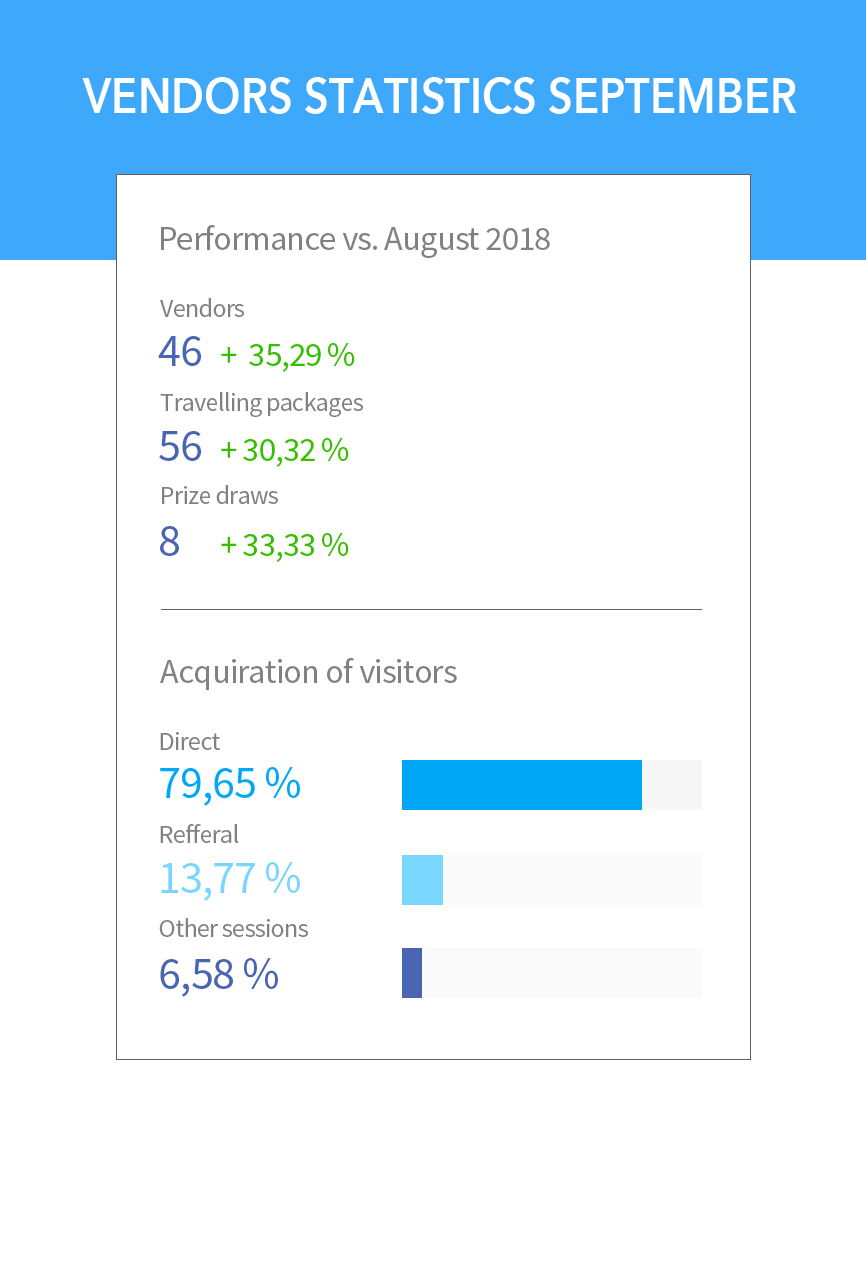 VENDORS STATISTICS SEPTEMBER
Performance vs. August 2018
Vendors
46 + 35,29 %
Travelling packages
56 + 30,32 %
Prize draws
8 + 33,33 %
Acquiration of visitors
Direct
79,65 %
Refferal
13,77 %
Other sessions
6,58 %